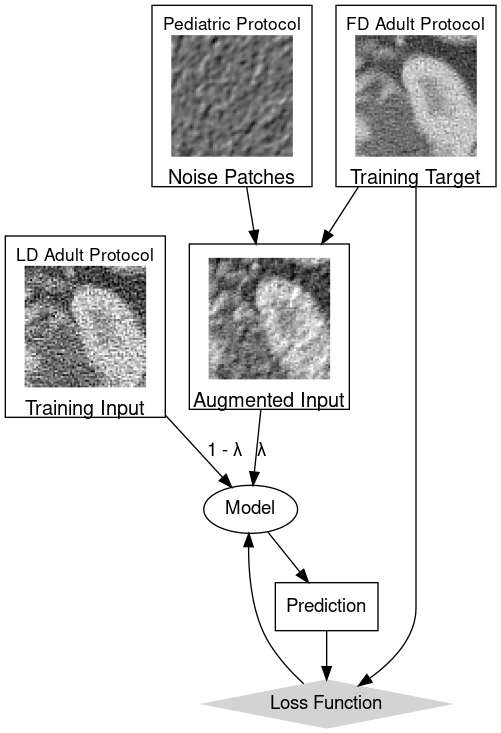 Pediatric Protocol
Noise Patches
FD Adult Protocol
Training Target
LD Adult Protocol
Training Input
Augmented Input
1 - λ
λ
Model
Prediction
Loss Function